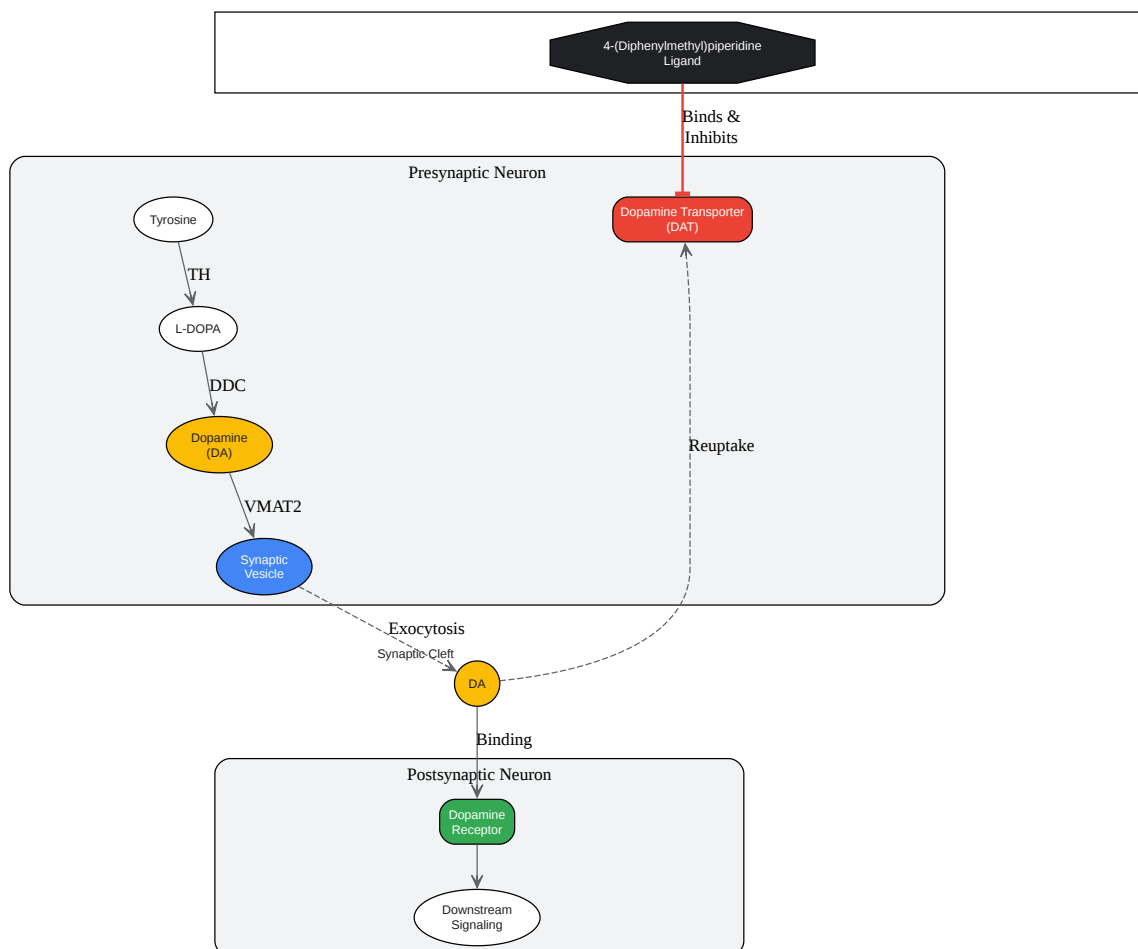 4-(Diphenylmethyl)piperidine
Ligand
Binds &
Inhibits
Presynaptic Neuron
Tyrosine
Dopamine Transporter
(DAT)
TH
L-DOPA
DDC
Dopamine
(DA)
Reuptake
VMAT2
Synaptic
Vesicle
Exocytosis
Synaptic Cleft
DA
Binding
Postsynaptic Neuron
Dopamine
Receptor
Downstream
Signaling